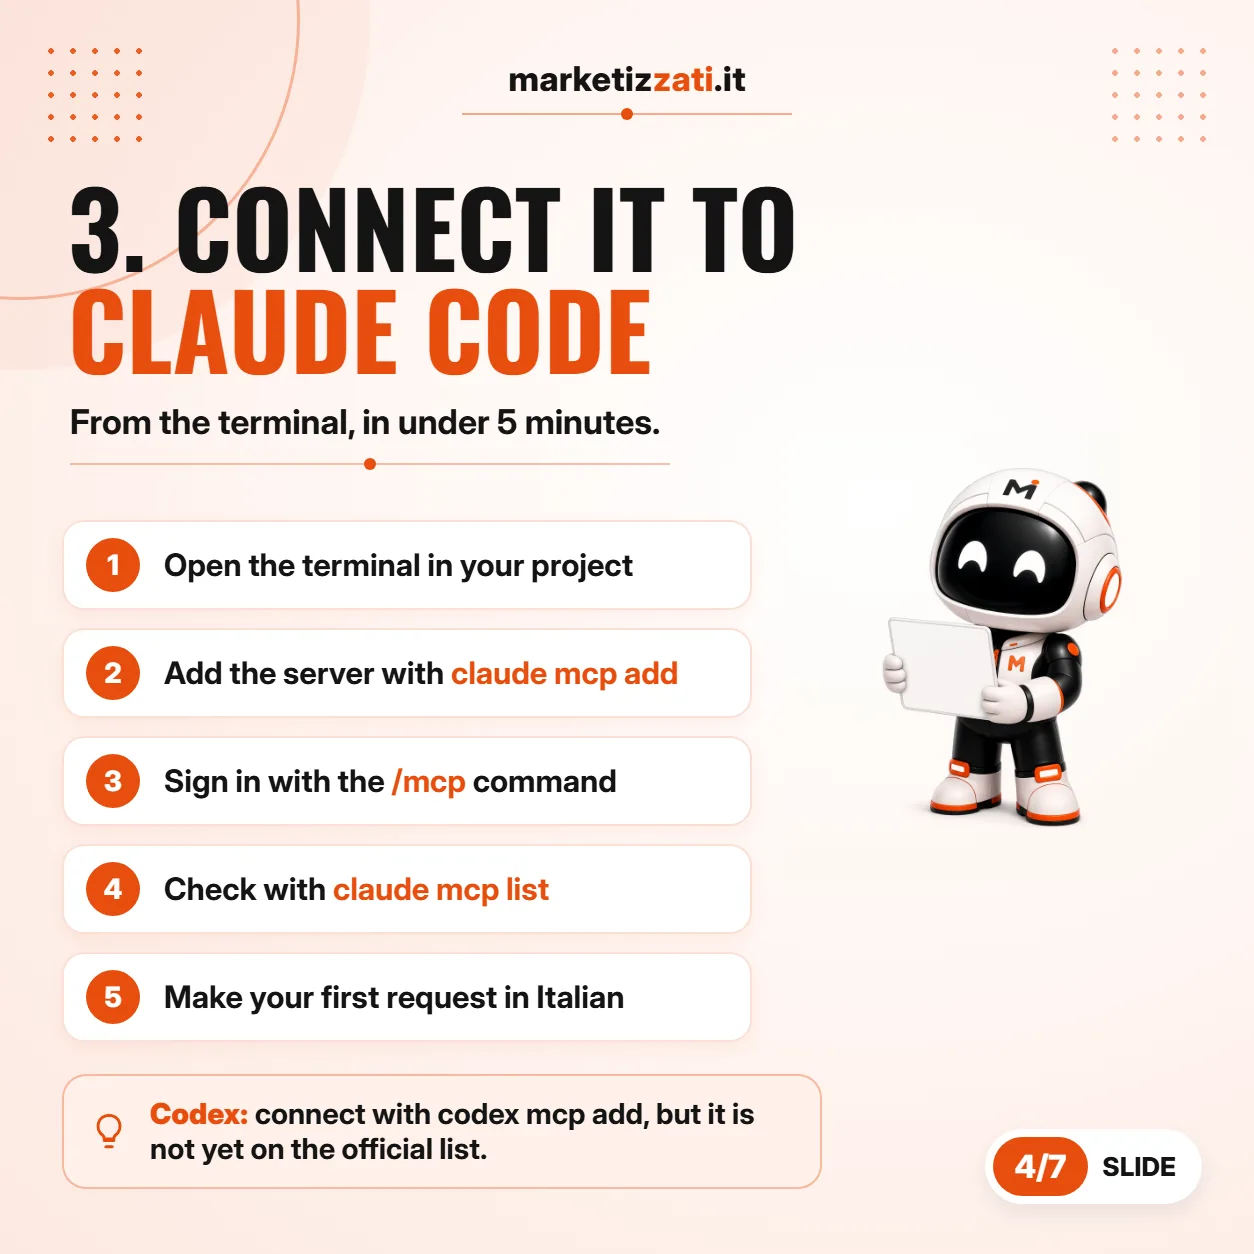 marketizzati.it
3. CONNECT IT TO
CLAUDE CODE
From the terminal, in under 5 minutes.
1 Open the terminal in your project
2 Add the server with claude mcp add
3 Sign in with the /mcp command
4 Check with claude mcp list
5 Make your first request in Italian
Codex: connect with codex mcp add, but it is
not yet on the official list.
4/7 SLIDE
M
M